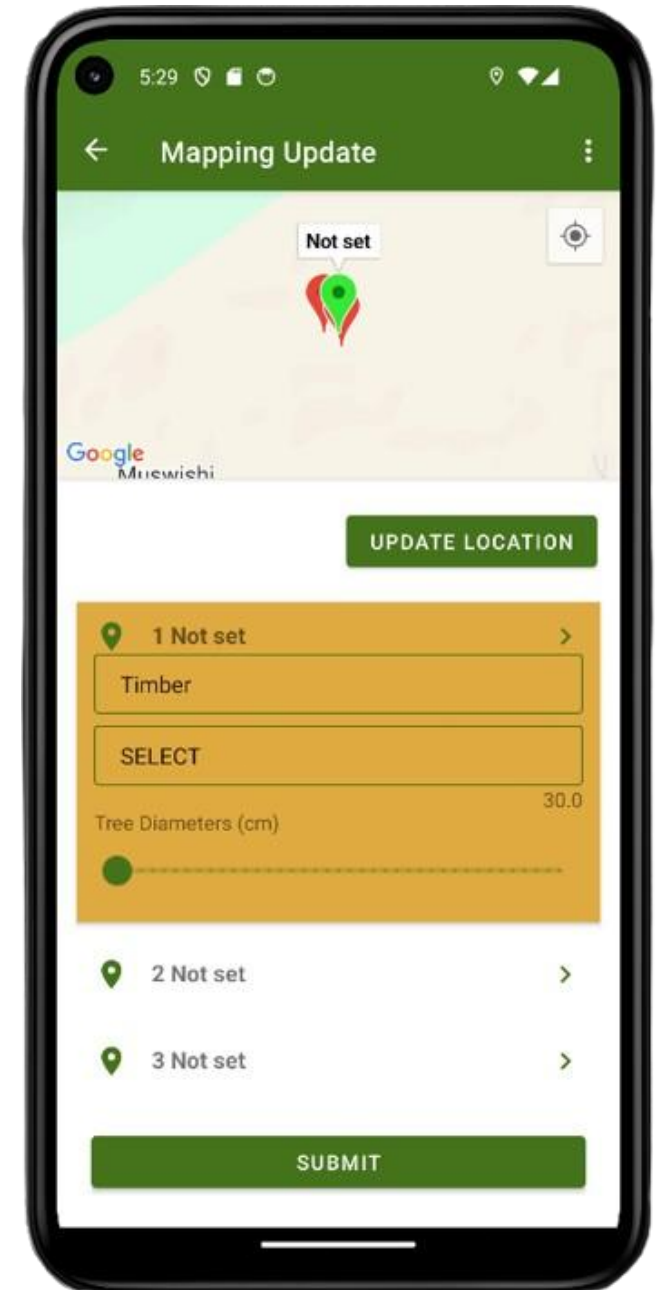 5:29
Mapping Update
Not set
Google
Muswishi
UPDATE LOCATION
1 Not set
Timber
SELECT
30.0
Tree Diameters (cm)
2 Not set
3 Not set
SUBMIT